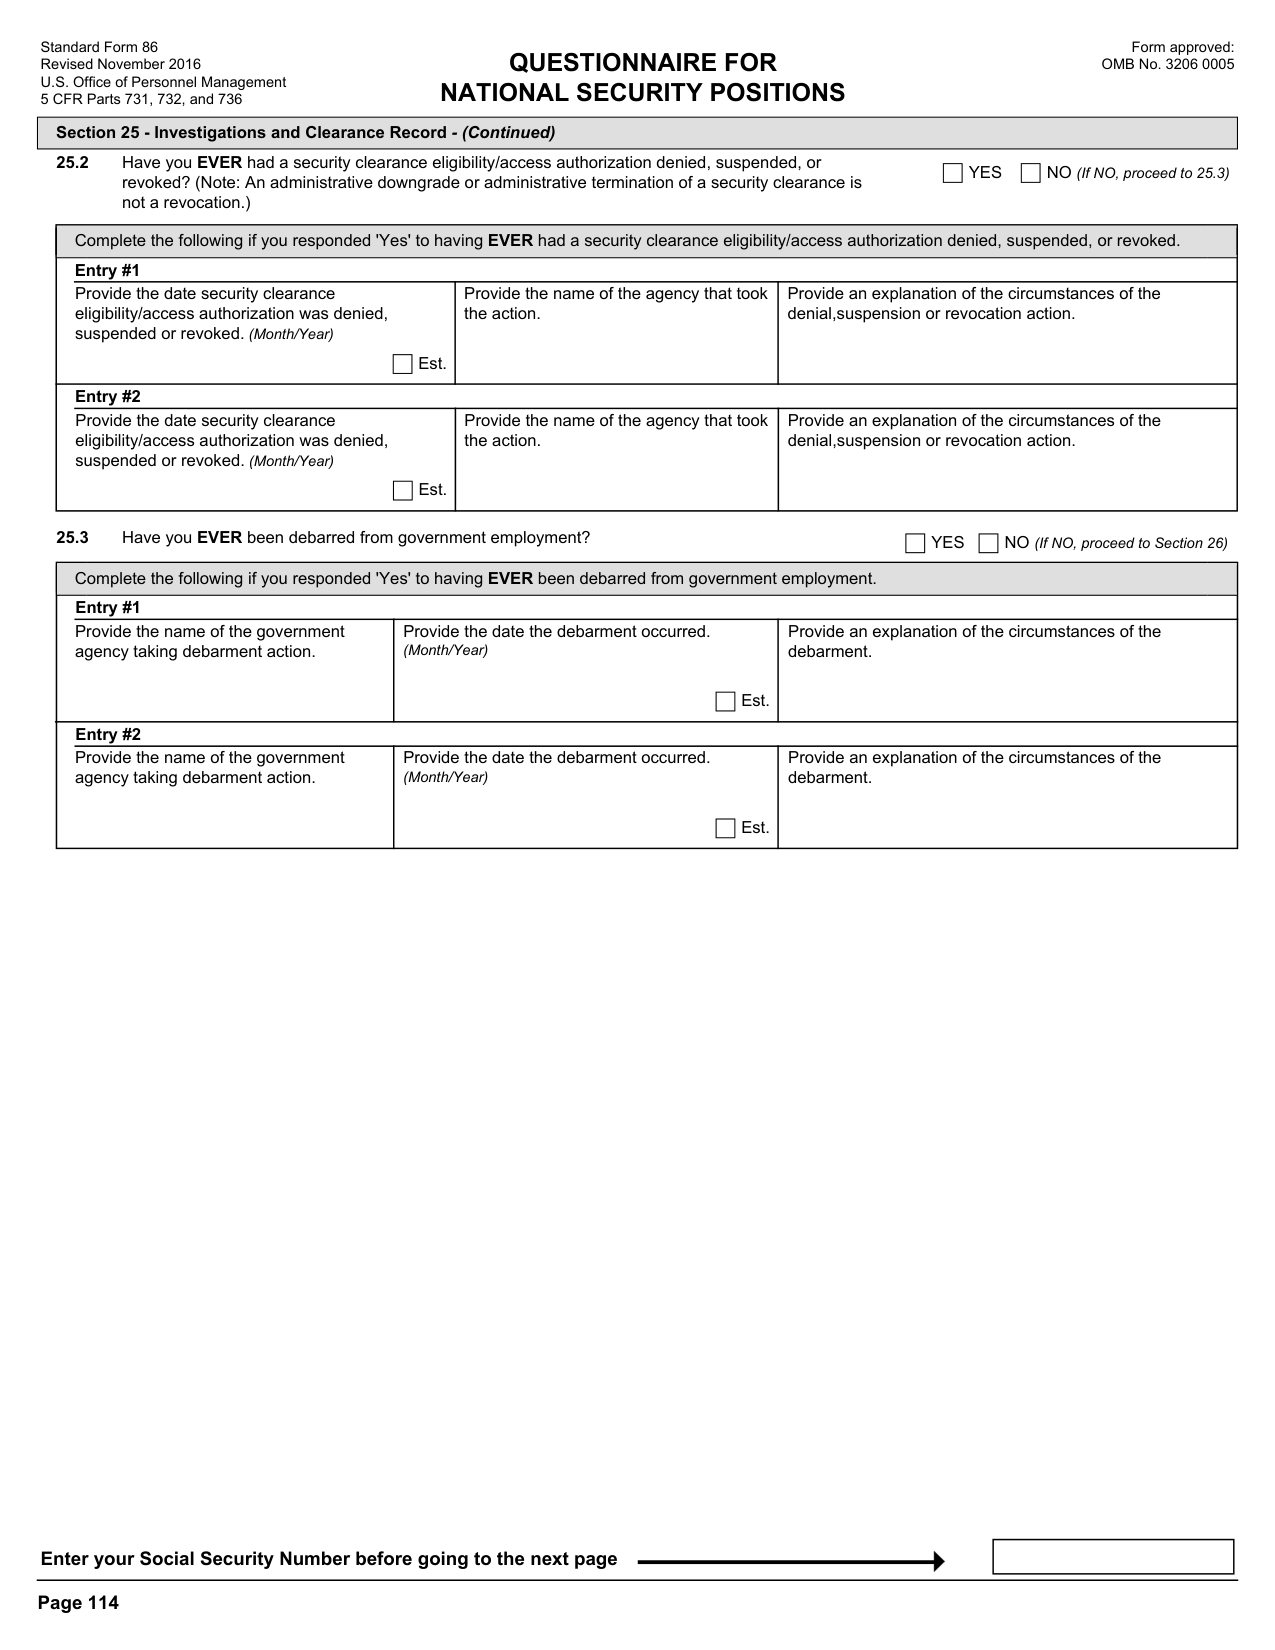 Standard Form 86
Revised November 2016
U.S. Office of Personnel Management
5 CFR Parts 731, 732, and 736
QUESTIONNAIRE FOR
NATIONAL SECURITY POSITIONS
Form approved:
OMB No. 3206 0005
Section 25 - Investigations and Clearance Record - (Continued)
25.2 Have you EVER had a security clearance eligibility/access authorization denied, suspended, or
revoked? (Note: An administrative downgrade or administrative termination of a security clearance is
not a revocation.)
YES NO (If NO, proceed to 25.3)
Complete the following if you responded 'Yes' to having EVER had a security clearance eligibility/access authorization denied, suspended, or revoked.
Entry #1
Provide the date security clearance
eligibility/access authorization was denied,
suspended or revoked. (Month/Year)
Est.
Provide the name of the agency that took
the action.
Provide an explanation of the circumstances of the
denial,suspension or revocation action.
Entry #2
Provide the date security clearance
eligibility/access authorization was denied,
suspended or revoked. (Month/Year)
Est.
Provide the name of the agency that took
the action.
Provide an explanation of the circumstances of the
denial,suspension or revocation action.
25.3 Have you EVER been debarred from government employment?
YES NO (If NO, proceed to Section 26)
Complete the following if you responded 'Yes' to having EVER been debarred from government employment.
Entry #1
Provide the name of the government
agency taking debarment action.
Provide the date the debarment occurred.
(Month/Year)
Est.
Provide an explanation of the circumstances of the
debarment.
Entry #2
Provide the name of the government
agency taking debarment action.
Provide the date the debarment occurred.
(Month/Year)
Est.
Provide an explanation of the circumstances of the
debarment.
Enter your Social Security Number before going to the next page
Page 114